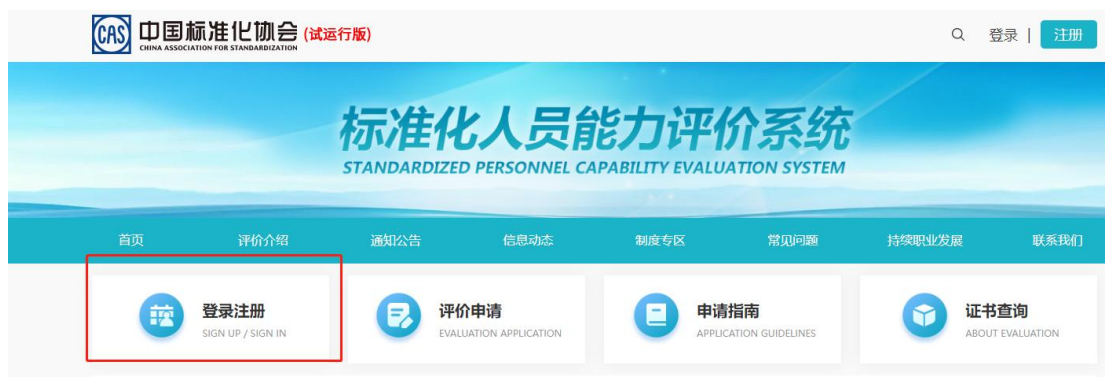 CAS 中国标准化协会 (试运行版)
CHINA ASSOCIATION FOR STANDARDIZATION
登录 | 注册
标准化人员能力评价系统
STANDARDIZED PERSONNEL CAPABILITY EVALUATION SYSTEM
首页 评价介绍 通知公告 信息动态 制度专区 常见问题 持续职业发展 联系我们
登录注册 评价申请 申请指南 证书查询
SIGN UP / SIGN IN EVALUATION APPLICATION APPLICATION GUIDELINES ABOUT EVALUATION